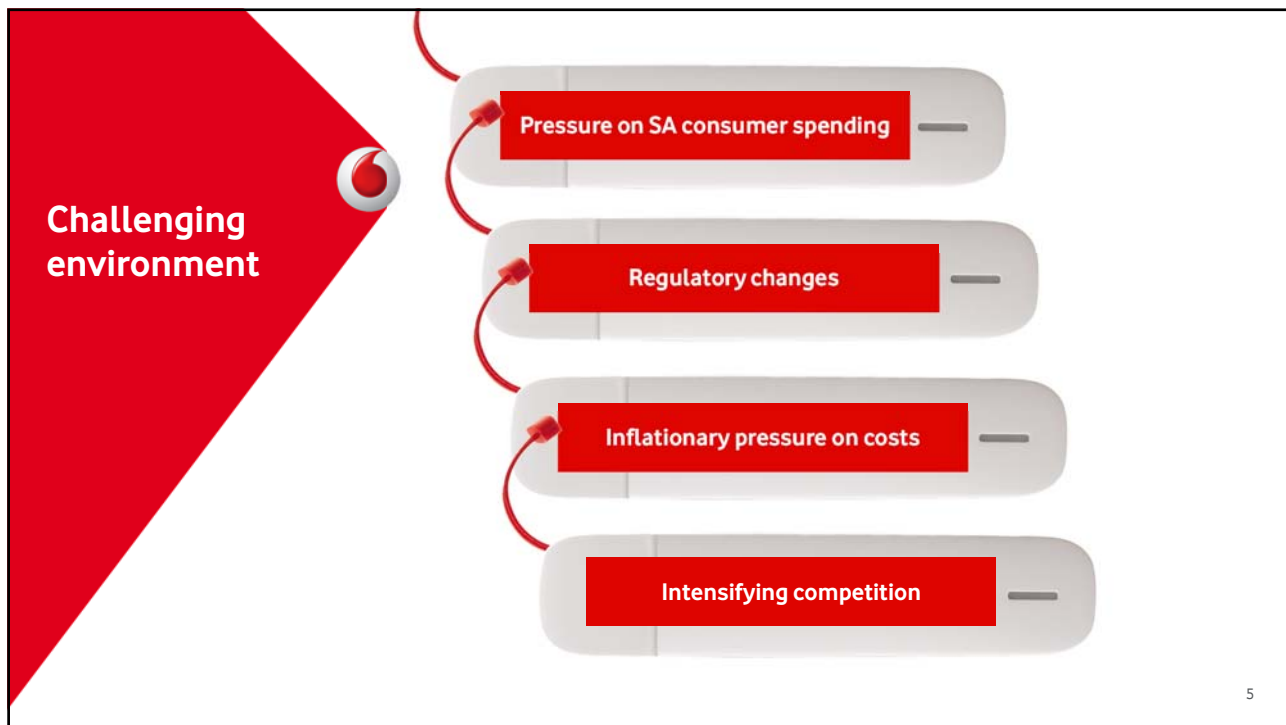 Challenging
environment
Pressure on SA consumer spending
Regulatory changes
Inflationary pressure on costs
Intensifying competition
5